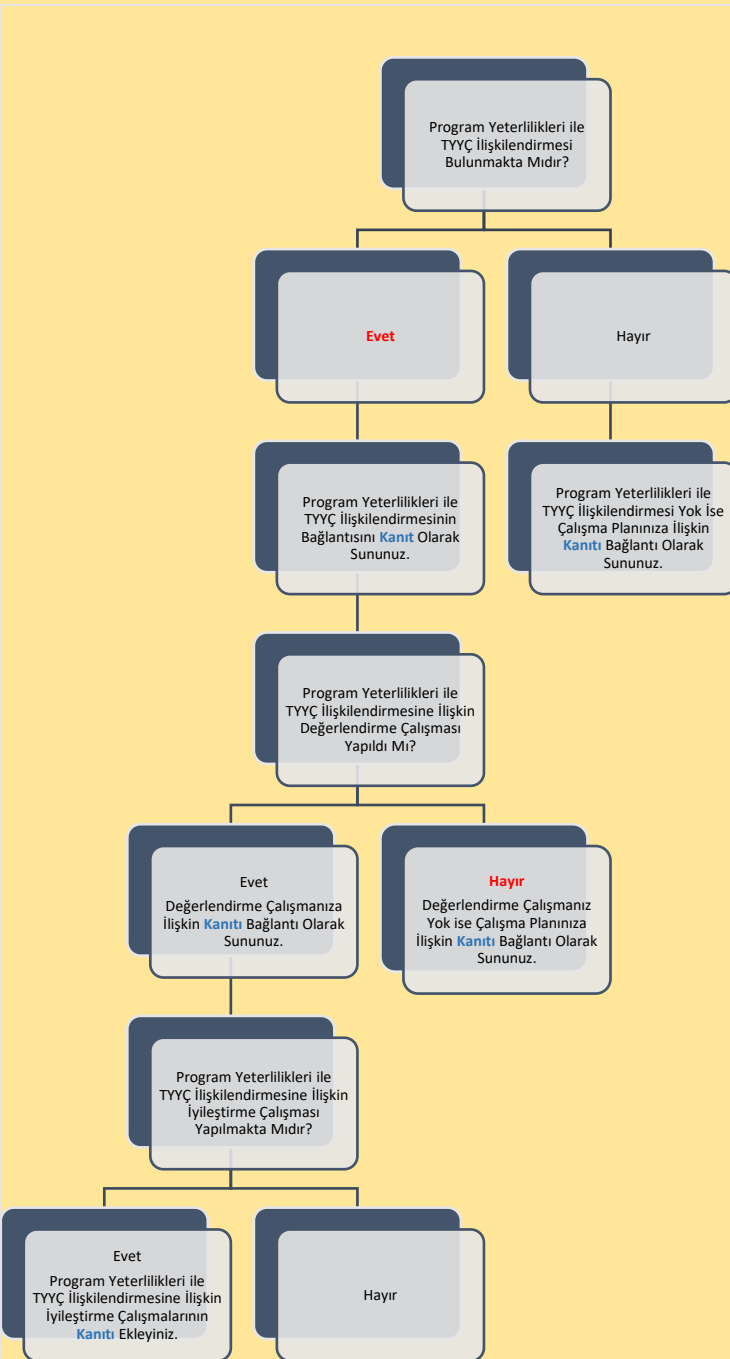 Program Yeterlilikleri ile
TYYÇ İlişkilendirmesi
Bulunmakta Mıdır?
Evet
Hayır
Program Yeterlilikleri ile
TYYÇ İlişkilendirmesinin
Bağlantısını Kanıt Olarak
Sununuz.
Program Yeterlilikleri ile
TYYÇ İlişkilendirmesi Yok İse
Çalışma Planınıza İlişkin
Kanıtı Bağlantı Olarak
Sununuz.
Program Yeterlilikleri ile
TYYÇ İlişkilendirmesine İlişkin
Değerlendirme Çalışması
Yapıldı Mı?
Evet
Değerlendirme Çalışmanıza
İlişkin Kanıtı Bağlantı Olarak
Sununuz.
Hayır
Değerlendirme Çalışmanız
Yok ise Çalışma Planınıza
İlişkin Kanıtı Bağlantı Olarak
Sununuz.
Program Yeterlilikleri ile
TYYÇ İlişkilendirmesine İlişkin
İyileştirme Çalışması
Yapılmakta Mıdır?
Evet
Program Yeterlilikleri ile
TYYÇ İlişkilendirmesine İlişkin
İyileştirme Çalışmalarının
Kanıtı Ekleyiniz.
Hayır